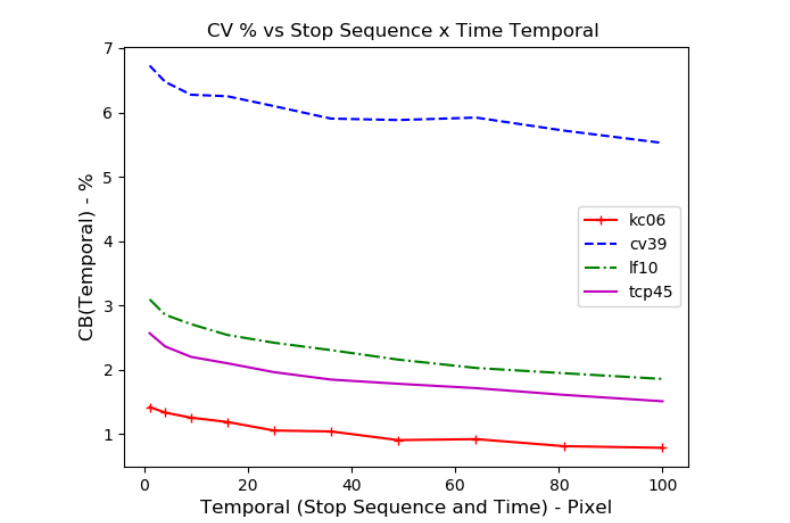 CV % vs Stop Sequence x Time Temporal
7
6
5
4
3
2
1
CB(Temporal) - %
kc06
cv39
lf10
tcp45
0 20 40 60 80 100
Temporal (Stop Sequence and Time) - Pixel